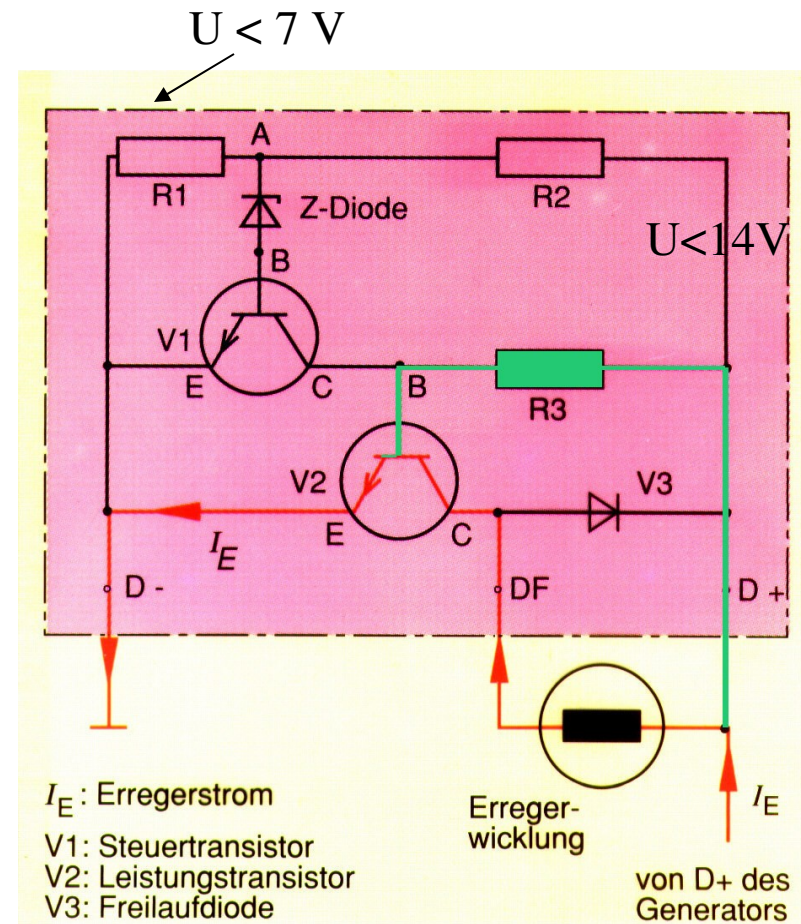 U < 7 V
A
R1
R2
Z-Diode
U<14V
B
V1
E
C
B
R3
V2
V3
E
C
I_E
D -
DF
D +
I_E : Erregerstrom
Erreger-
wicklung
I_E
V1: Steuertransistor
V2: Leistungstransistor
V3: Freilaufdiode
von D+ des
Generators